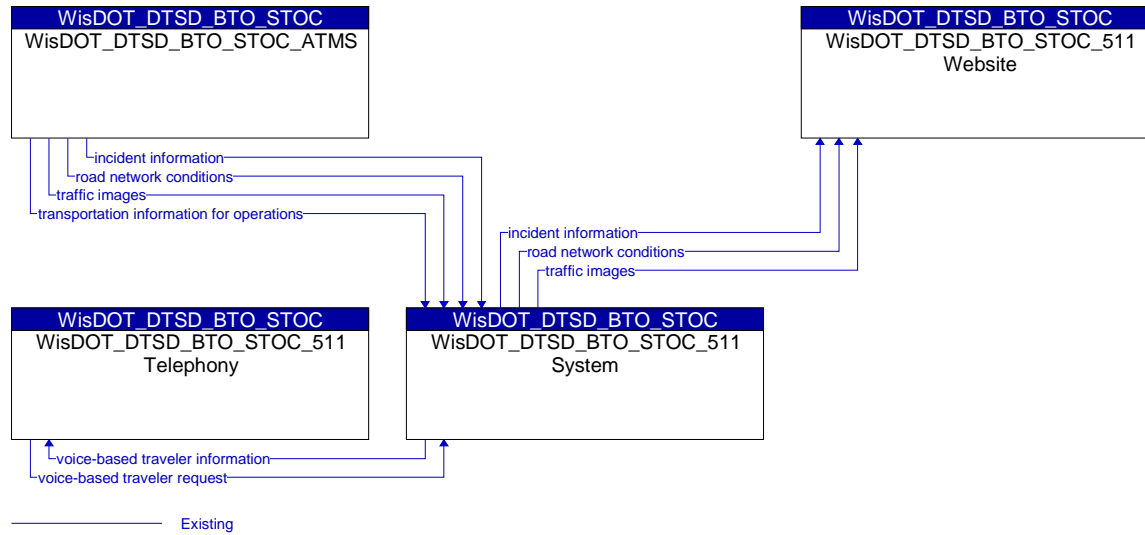 WisDOT_DTSD_BTO_STOC
WisDOT_DTSD_BTO_STOC_ATMS
WisDOT_DTSD_BTO_STOC
WisDOT_DTSD_BTO_STOC_511
Website
incident information
road network conditions
traffic images
transportation information for operations
incident information
road network conditions
traffic images
WisDOT_DTSD_BTO_STOC
WisDOT_DTSD_BTO_STOC_511
Telephony
WisDOT_DTSD_BTO_STOC
WisDOT_DTSD_BTO_STOC_511
System
voice-based traveler information
voice-based traveler request
Existing